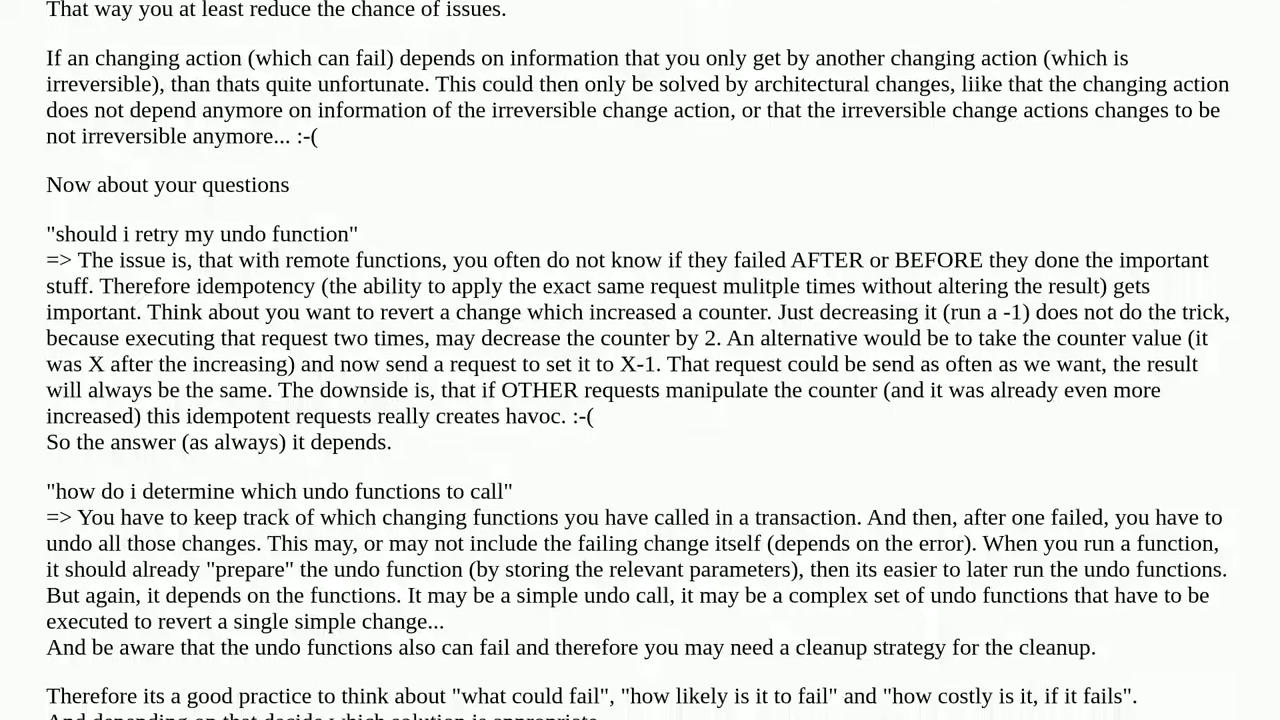 That way you at least reduce the chance of issues.
If an changing action (which can fail) depends on information that you only get by another changing action (which is
irreversible), than thats quite unfortunate. This could then only be solved by architectural changes, liike that the changing action
does not depend anymore on information of the irreversible change action, or that the irreversible change actions changes to be
not irreversible anymore... :-(
Now about your questions
"should i retry my undo function"
=> The issue is, that with remote functions, you often do not know if they failed AFTER or BEFORE they done the important
stuff. Therefore idempotency (the ability to apply the exact same request mulitple times without altering the result) gets
important. Think about you want to revert a change which increased a counter. Just decreasing it (run a -1) does not do the trick,
because executing that request two times, may decrease the counter by 2. An alternative would be to take the counter value (it
was X after the increasing) and now send a request to set it to X-1. That request could be send as often as we want, the result
will always be the same. The downside is, that if OTHER requests manipulate the counter (and it was already even more
increased) this idempotent requests really creates havoc. :-(
So the answer (as always) it depends.
"how do i determine which undo functions to call"
=> You have to keep track of which changing functions you have called in a transaction. And then, after one failed, you have to
undo all those changes. This may, or may not include the failing change itself (depends on the error). When you run a function,
it should already "prepare" the undo function (by storing the relevant parameters), then its easier to later run the undo functions.
But again, it depends on the functions. It may be a simple undo call, it may be a complex set of undo functions that have to be
executed to revert a single simple change...
And be aware that the undo functions also can fail and therefore you may need a cleanup strategy for the cleanup.
Therefore its a good practice to think about "what could fail", "how likely is it to fail" and "how costly is it, if it fails".
And depending on that decide which solution is appropriate.